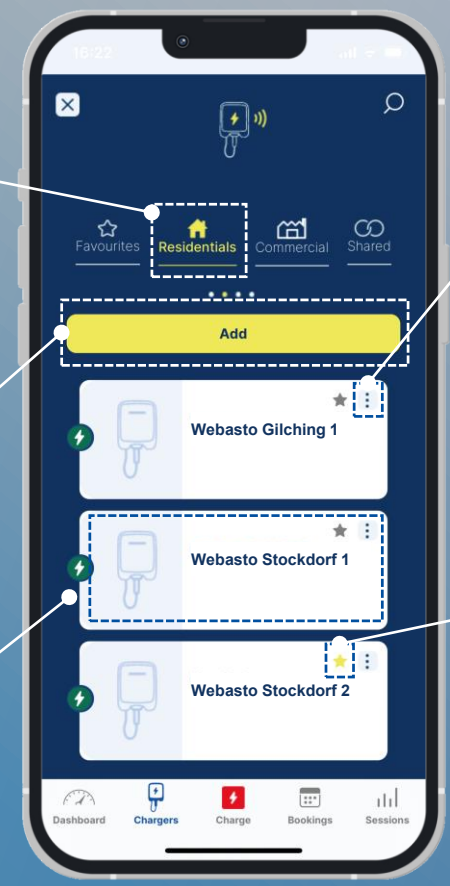 16:22
Favourites Residentials Commercial Shared
Add
Webasto Gilching 1
Webasto Stockdorf 1
Webasto Stockdorf 2
Dashboard Chargers Charge Bookings Sessions